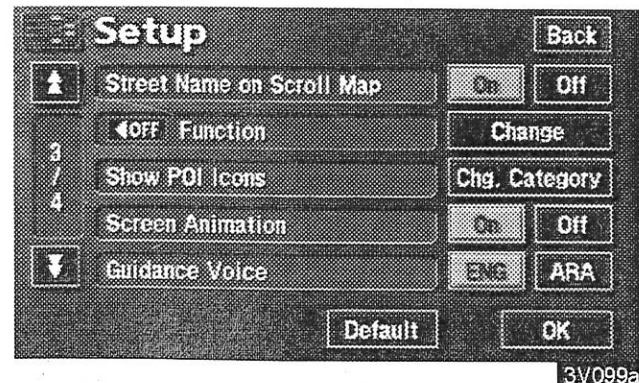 Setup Back
Street Name on Scroll Map On Off
◀OFF Function Change
3
/
4
Show POI Icons Chg. Category
Screen Animation On Off
Guidance Voice ENG ARA
Default OK
3V099a